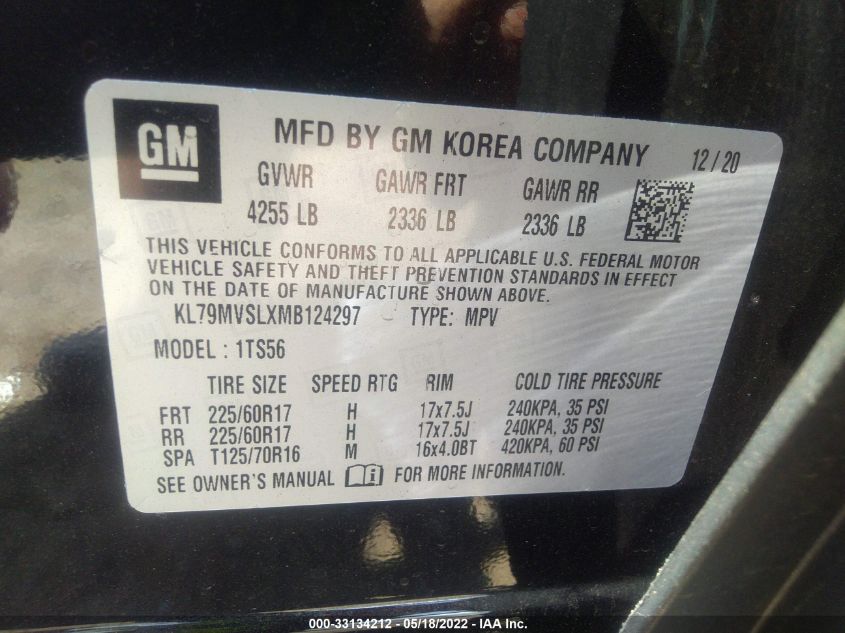 GM MFD BY GM KOREA COMPANY 12 / 20
GVWR GAWR FRT GAWR RR
4255 LB 2336 LB 2336 LB
THIS VEHICLE CONFORMS TO ALL APPLICABLE U.S. FEDERAL MOTOR
VEHICLE SAFETY AND THEFT PREVENTION STANDARDS IN EFFECT
ON THE DATE OF MANUFACTURE SHOWN ABOVE.
KL79MVSLXMB124297 TYPE: MPV
MODEL : 1TS56
TIRE SIZE SPEED RTG RIM COLD TIRE PRESSURE
FRT 225/60R17 H 17x7.5J 240KPA, 35 PSI
RR 225/60R17 H 17x7.5J 240KPA, 35 PSI
SPA T125/70R16 M 16x4.0BT 420KPA, 60 PSI
SEE OWNER'S MANUAL FOR MORE INFORMATION.
000-33134212 - 05/18/2022 - IAA Inc.